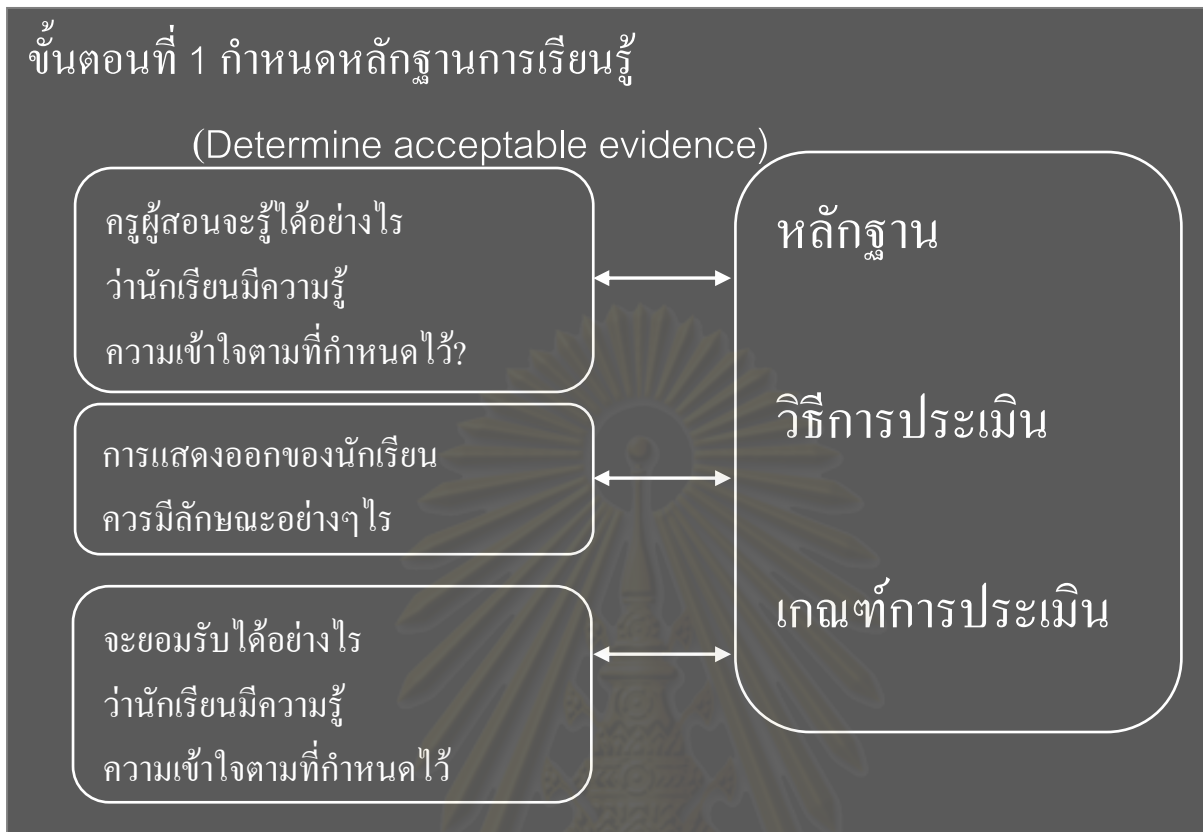 ขั้นตอนที่ 1 กำหนดหลักฐานการเรียนรู้
(Determine acceptable evidence)
ครูผู้สอนจะรู้ได้อย่างไร
ว่านักเรียนมีความรู้
ความเข้าใจตามที่กำหนดไว้?
การแสดงออกของนักเรียน
ควรมีลักษณะอย่างๆไร
จะยอมรับได้อย่างไร
ว่านักเรียนมีความรู้
ความเข้าใจตามที่กำหนดไว้
หลักฐาน
วิธีการประเมิน
เกณฑ์การประเมิน